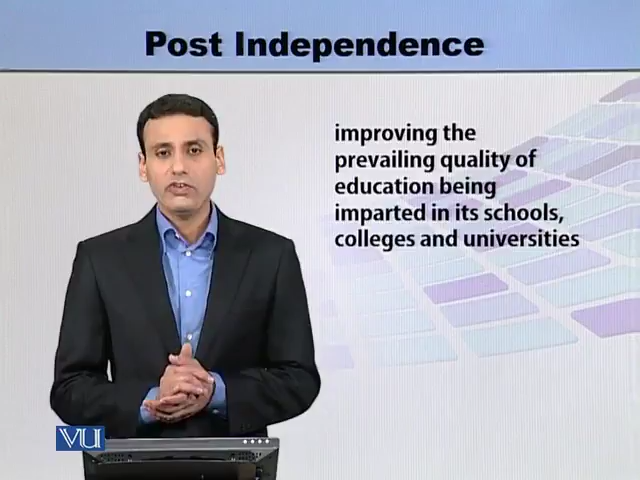 Post Independence
improving the
prevailing quality of
education being
imparted in its schools,
colleges and universities
VU